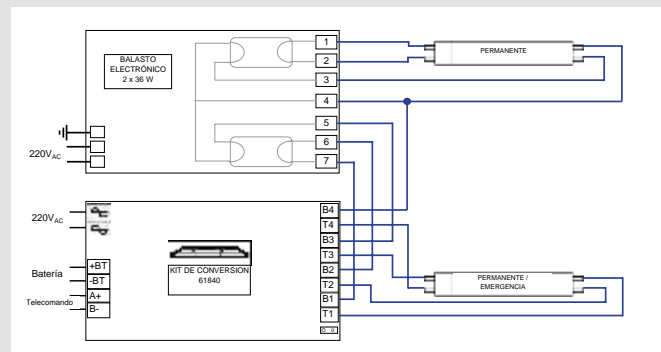 BALASTO
ELECTRÓNICO
2 x 36 W
220VAC
1
2
3
4
5
6
7
PERMANENTE
220VAC
Batería
Telecomando
+BT
-BT
A+
B-
KIT DE CONVERSION
61840
B4
T4
B3
T3
B2
T2
B1
T1
PERMANENTE /
EMERGENCIA